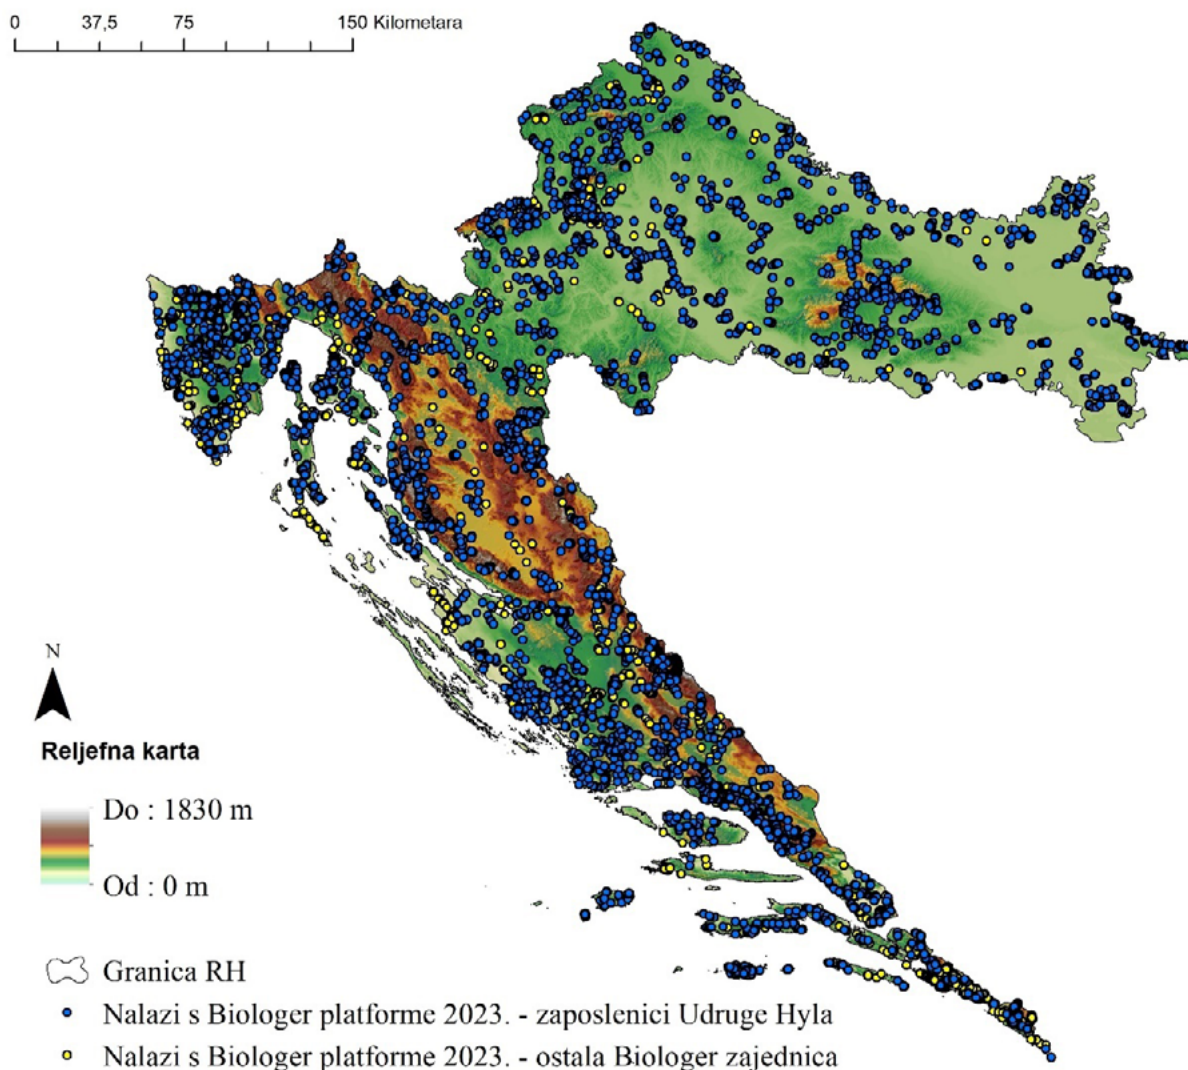 0 37,5 75 150 Kilometara
N
Reljefna karta
Do : 1830 m
Od : 0 m
Granica RH
Nalazi s Biologer platforme 2023. - zaposlenici Udruge Hyla
Nalazi s Biologer platforme 2023. - ostala Biologer zajednica